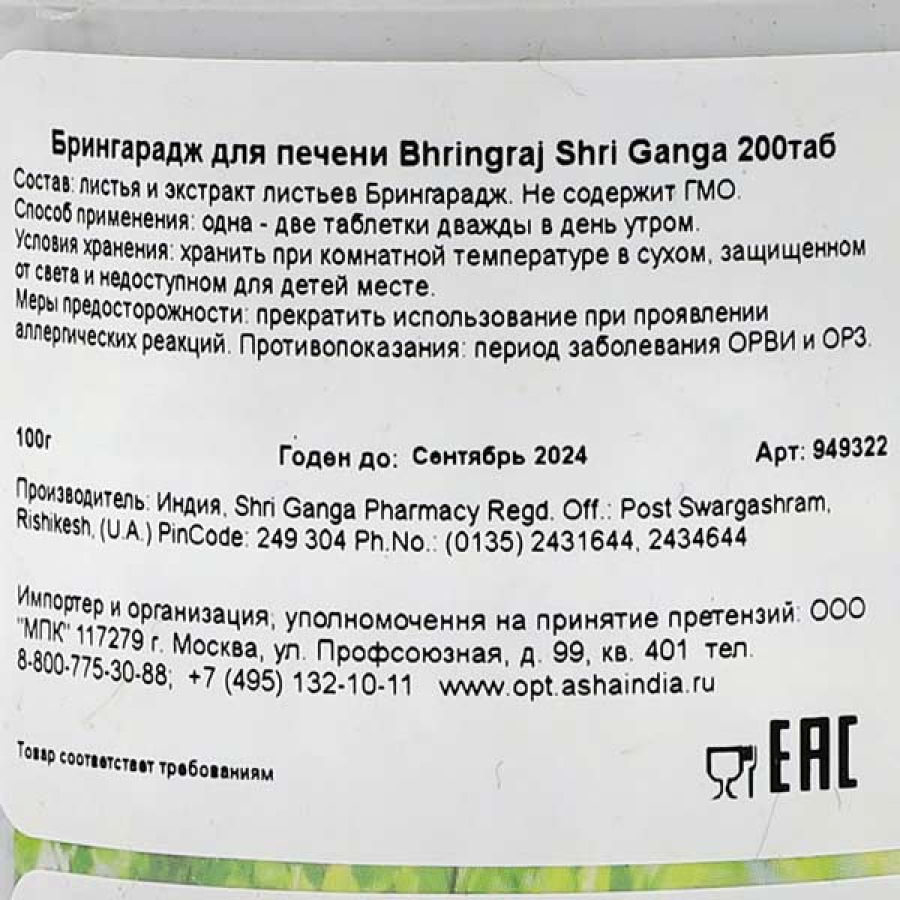 Брингарадж для печени Bhringraj Shri Ganga 200таб
Состав: листья и экстракт листьев Брингарадж. Не содержит ГМО.
Способ применения: одна - две таблетки дважды в день утром.
Условия хранения: хранить при комнатной температуре в сухом, защищенном
от света и недоступном для детей месте.
Меры предосторожности: прекратить использование при проявлении
аллергических реакций. Противопоказания: период заболевания ОРВИ и ОРЗ.
100г Годен до: Сентябрь 2024 Арт: 949322
Производитель: Индия, Shri Ganga Pharmacy Regd. Off.: Post Swargashram,
Rishikesh, (U.A.) PinCode: 249 304 Ph.No.: (0135) 2431644, 2434644
Импортер и организация; уполномочена на принятие претензий: ООО
"МПК" 117279 г. Москва, ул. Профсоюзная, д. 99, кв. 401 тел.
8-800-775-30-88; +7 (495) 132-10-11 www.opt.ashaindia.ru
Товар соответствует требованиям
EAC